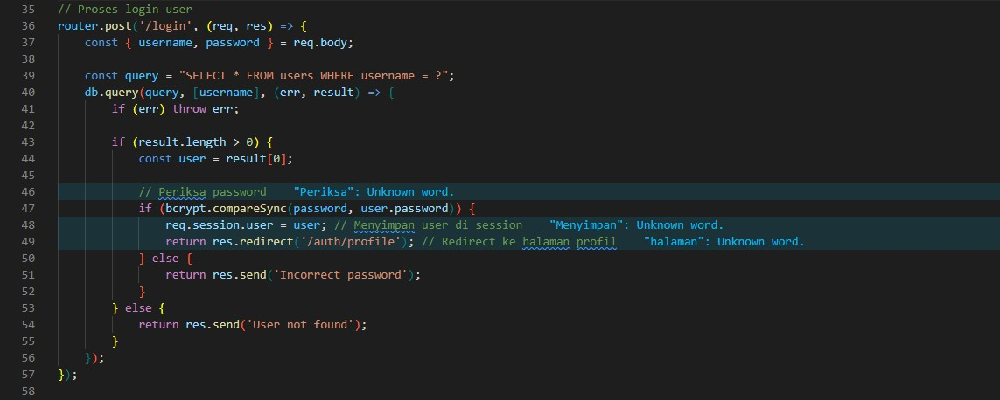 35 // Proses login user
36 router.post('/login', (req, res) => {
37     const { username, password } = req.body;
38
39     const query = "SELECT * FROM users WHERE username = ?";
40     db.query(query, [username], (err, result) => {
41         if (err) throw err;
42
43         if (result.length > 0) {
44             const user = result[0];
45
46             // Periksa password    "Periksa": Unknown word.
47             if (bcrypt.compareSync(password, user.password)) {
48                 req.session.user = user; // Menyimpan user di session    "Menyimpan": Unknown word.
49                 return res.redirect('/auth/profile'); // Redirect ke halaman profil    "halaman": Unknown word.
50             } else {
51                 return res.send('Incorrect password');
52             }
53         } else {
54             return res.send('User not found');
55         }
56     });
57 });
58